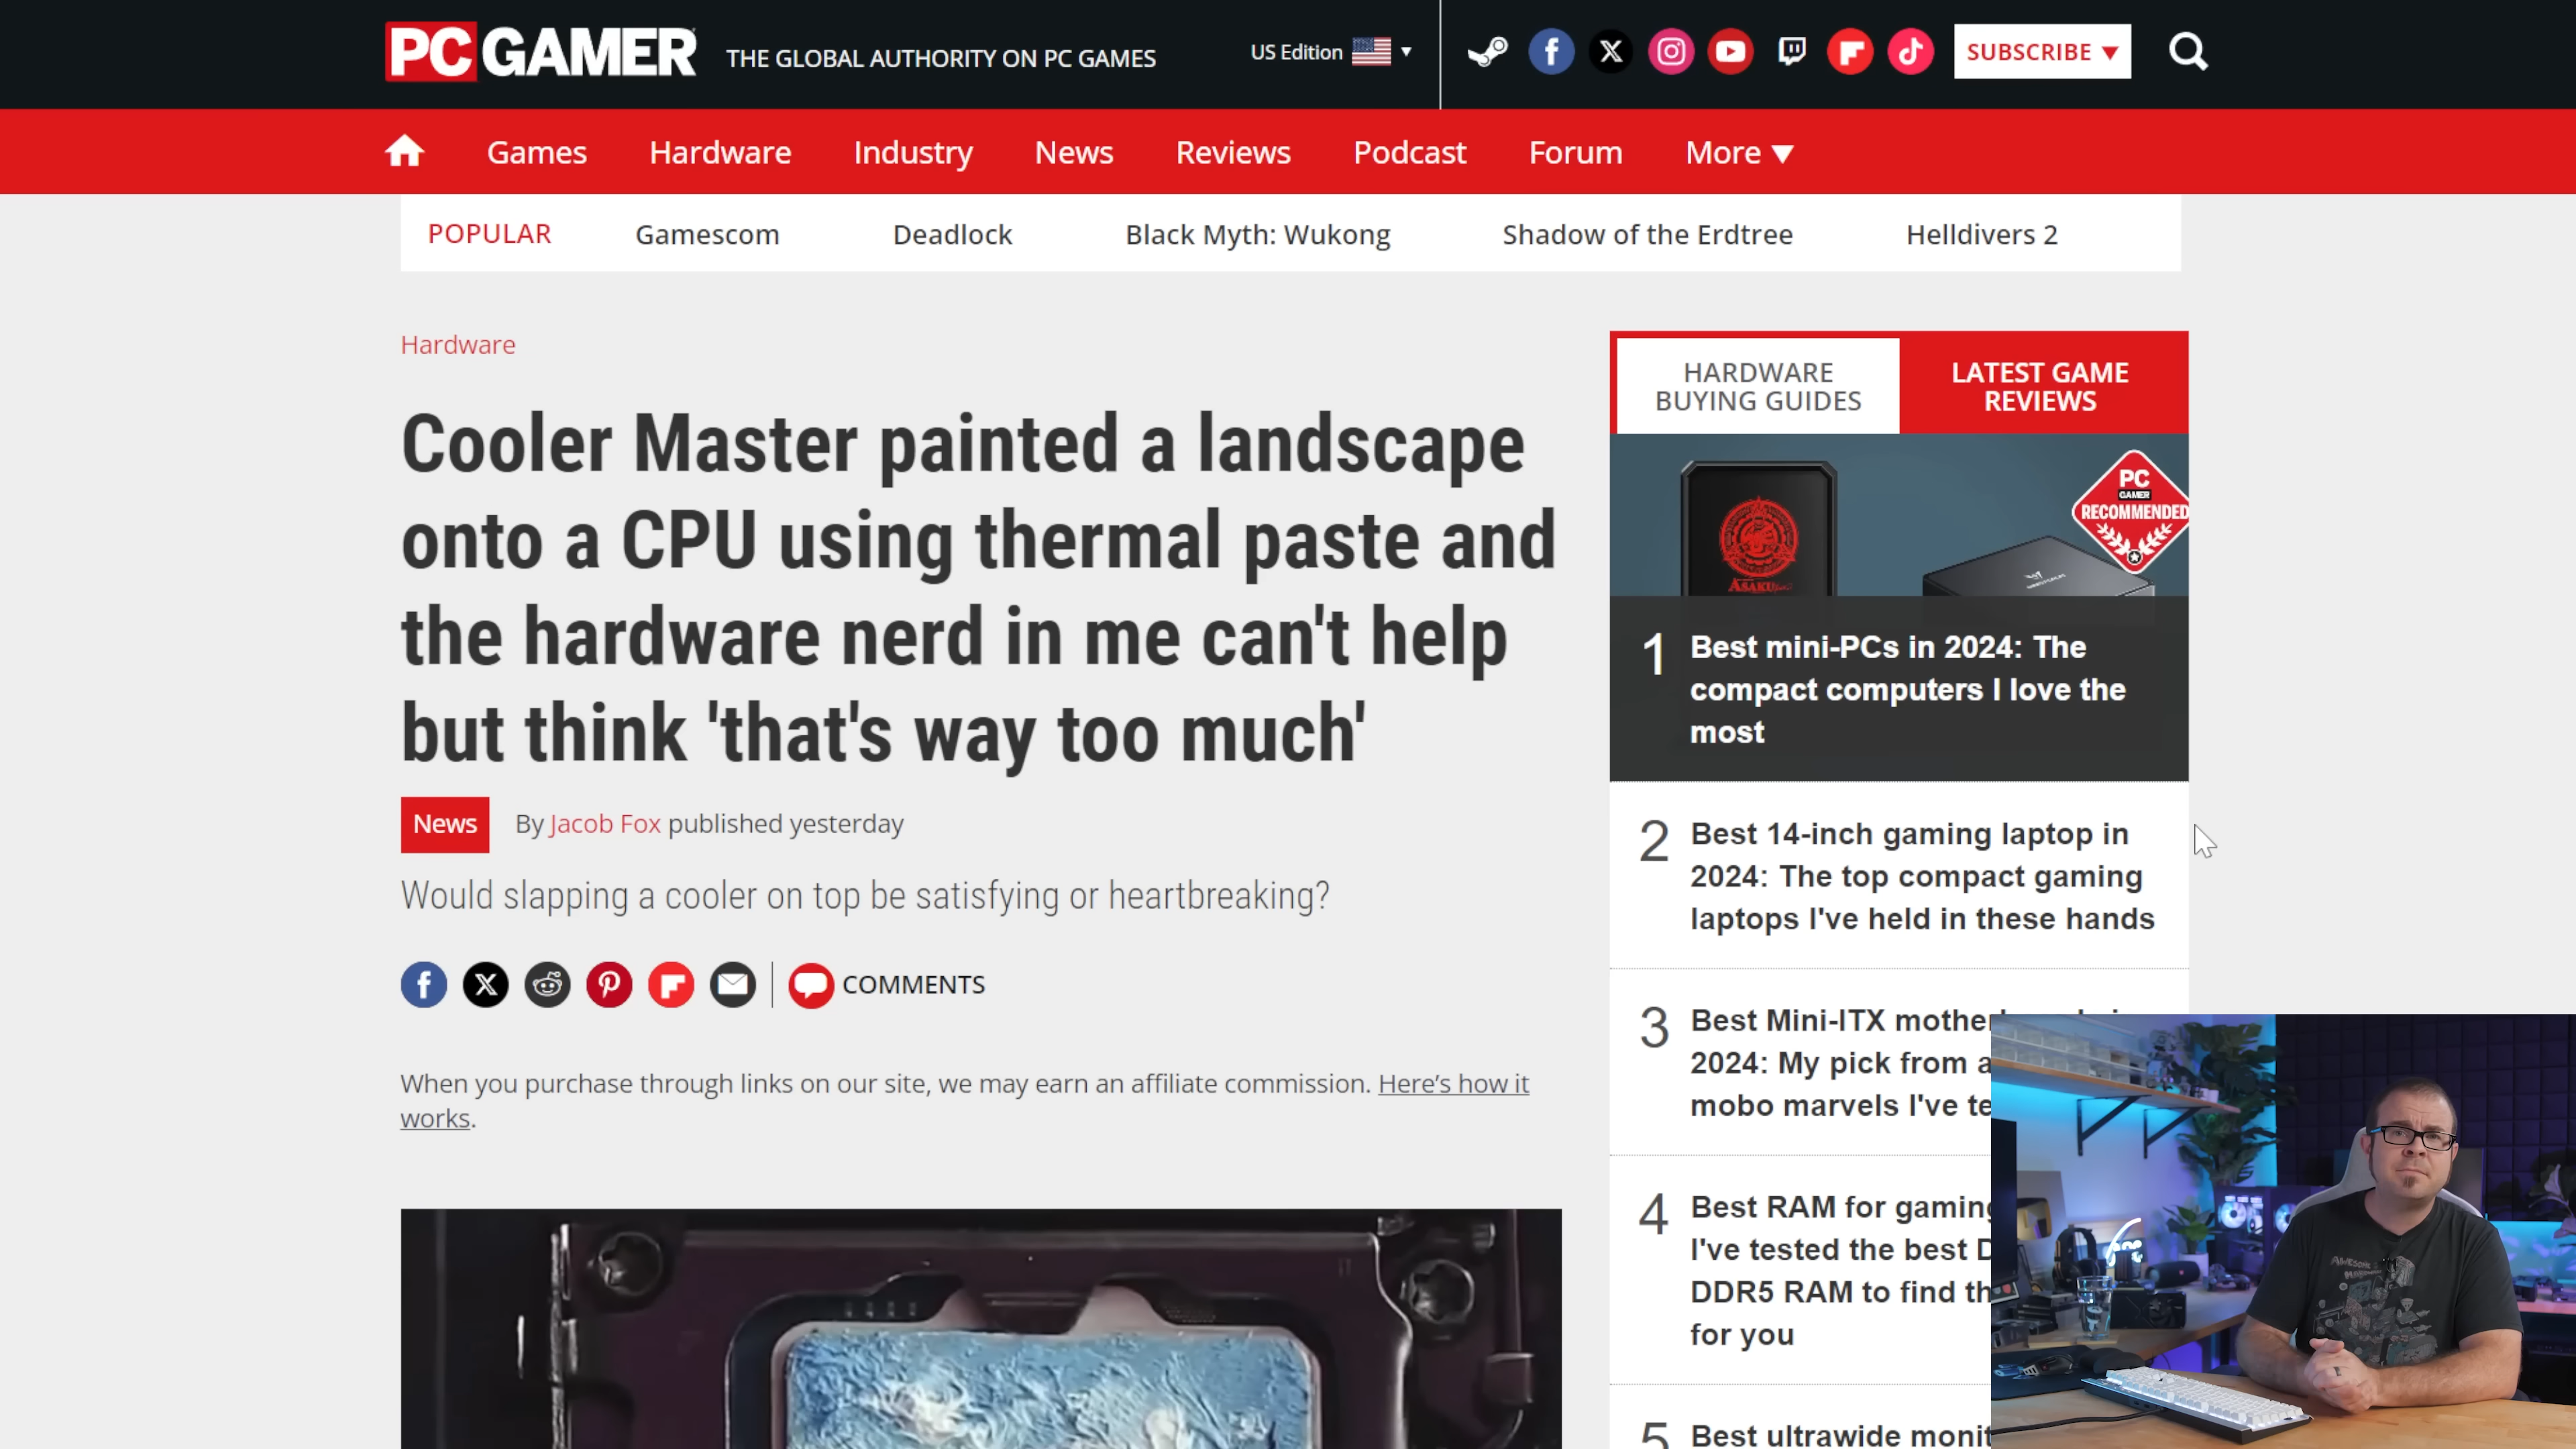 PC GAMER THE GLOBAL AUTHORITY ON PC GAMES US Edition SUBSCRIBE
Games Hardware Industry News Reviews Podcast Forum More
POPULAR Gamescom Deadlock Black Myth: Wukong Shadow of the Erdtree Helldivers 2
Hardware
Cooler Master painted a landscape
onto a CPU using thermal paste and
the hardware nerd in me can't help
but think 'that's way too much'
News By Jacob Fox published yesterday
Would slapping a cooler on top be satisfying or heartbreaking?
COMMENTS
When you purchase through links on our site, we may earn an affiliate commission. Here’s how it
works.
HARDWARE
BUYING GUIDES
LATEST GAME
REVIEWS
PC
GAMER
RECOMMENDED
1 Best mini-PCs in 2024: The
compact computers I love the
most
2 Best 14-inch gaming laptop in
2024: The top compact gaming
laptops I've held in these hands
3 Best Mini-ITX
2024: My pick from
mobo marvels I've
4 Best RAM for gaming
I've tested the best
DDR5 RAM to find
for you
5 Best ultrawide